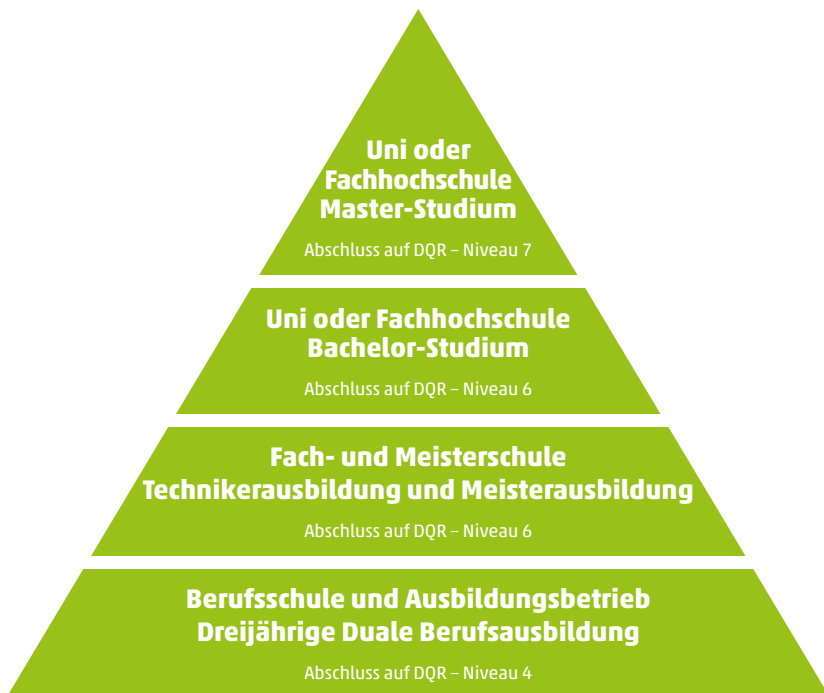 Uni oder
Fachhochschule
Master-Studium
Abschluss auf DQR – Niveau 7
Uni oder Fachhochschule
Bachelor-Studium
Abschluss auf DQR – Niveau 6
Fach- und Meisterschule
Technikerausbildung und Meisterausbildung
Abschluss auf DQR – Niveau 6
Berufsschule und Ausbildungsbetrieb
Dreijährige Duale Berufsausbildung
Abschluss auf DQR – Niveau 4